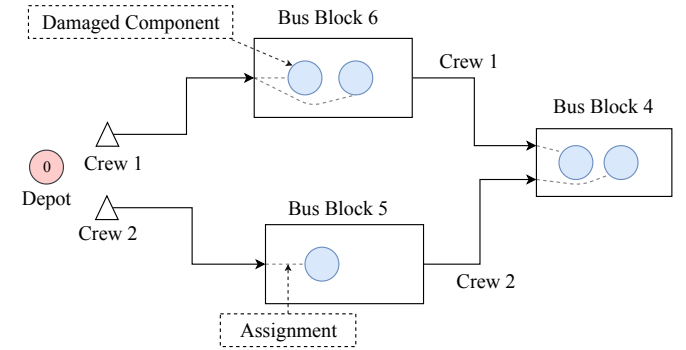 Damaged Component
Bus Block 6
Crew 1
Bus Block 4
Crew 1
0
Depot
Crew 2
Bus Block 5
Crew 2
Assignment